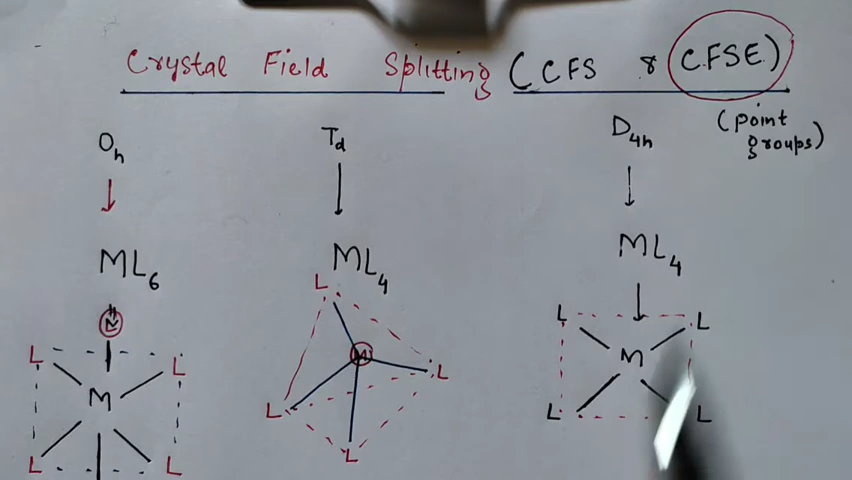 Crystal Field Splitting (CFS & CFSE)
Oh Td D4h (point groups)
ML6 ML4 ML4
L
L L
L L
M
L L
M
M
L L
L L
L L
L